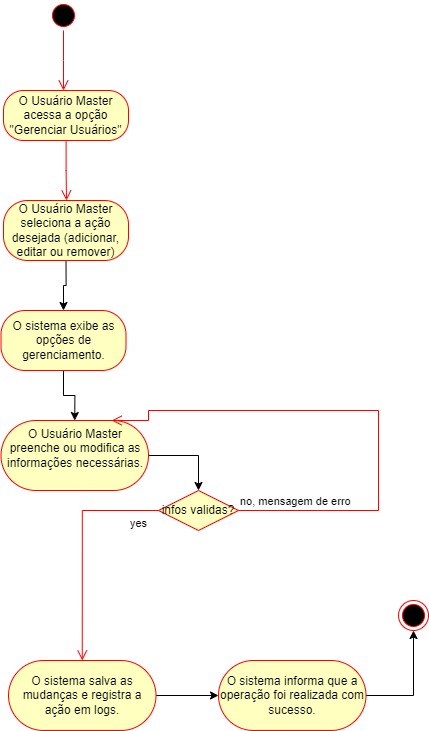 O Usuário Master
acessa a opção
"Gerenciar Usuários"
O Usuário Master
seleciona a ação
desejada (adicionar,
editar ou remover)
O sistema exibe as
opções de
gerenciamento.
O Usuário Master
preenche ou modifica as
informações necessárias.
infos validas?
no, mensagem de erro
yes
O sistema salva as
mudanças e registra a
ação em logs.
O sistema informa que a
operação foi realizada com
sucesso.